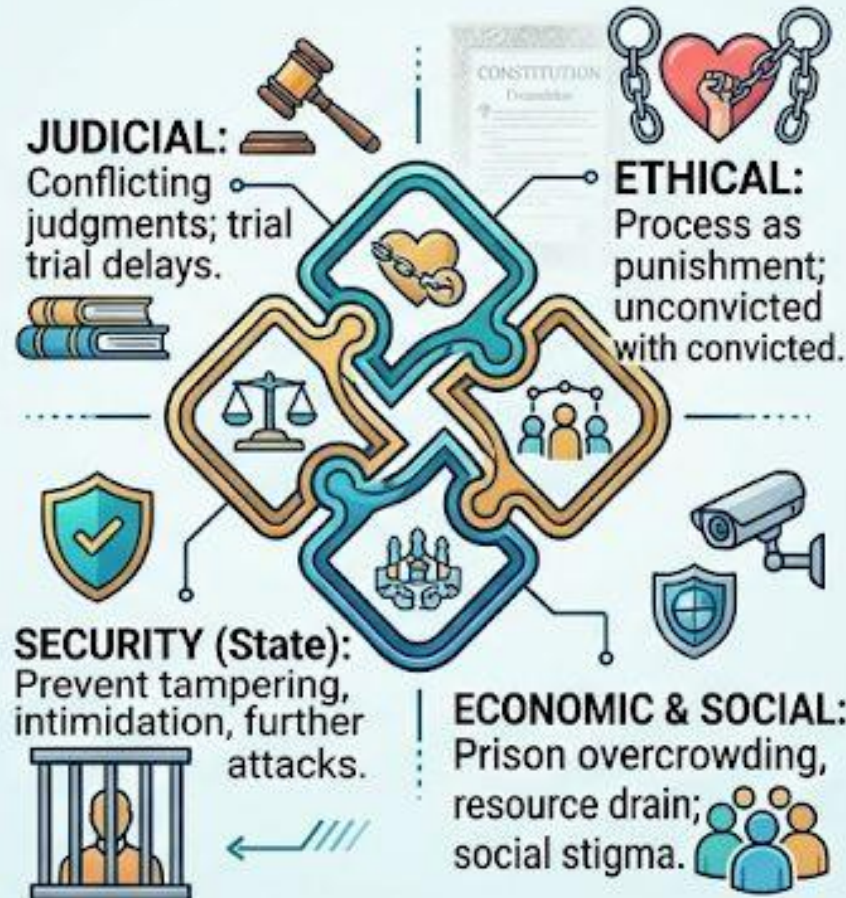 JUDICIAL:
Conflicting
judgments; trial
trial delays.
CONSTITUTION
ETHICAL:
Process as
punishment;
unconvicted
with convicted.
SECURITY (State):
Prevent tampering,
intimidation, further
attacks.
ECONOMIC & SOCIAL:
Prison overcrowding,
resource drain;
social stigma.